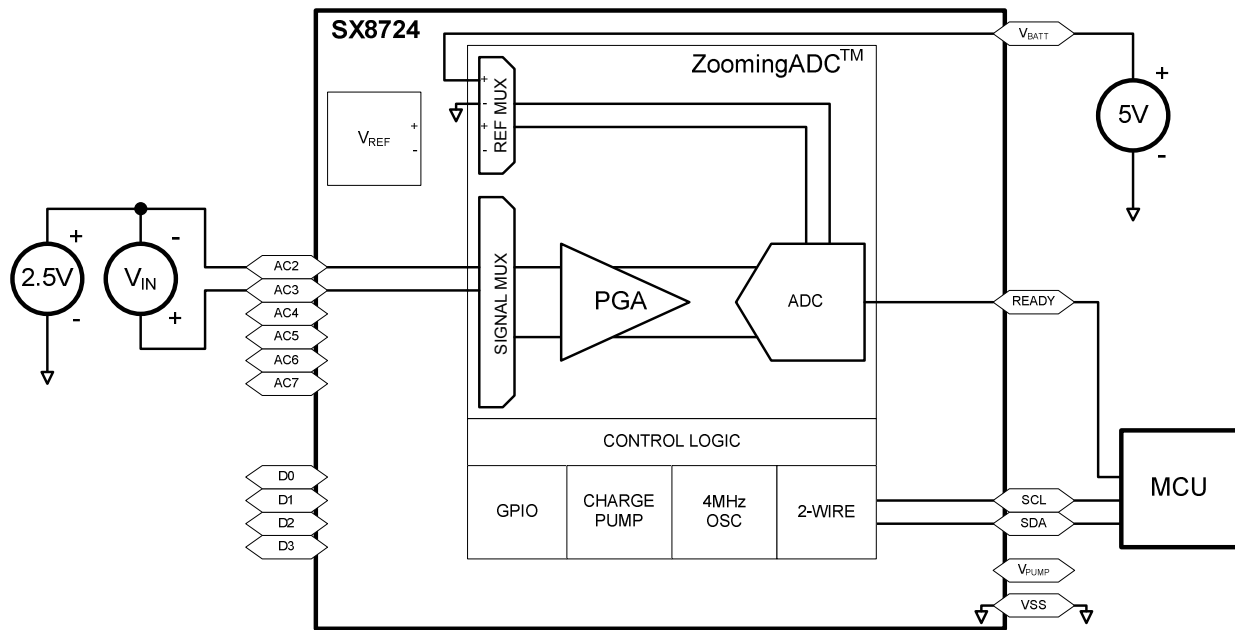 SX8724
ZoomingADC™
VBATT
+
5V
-
VREF
+
-
REF MUX
+
-
+
-
2.5V
+
-
VIN
-
+
AC2
AC3
AC4
AC5
AC6
AC7
SIGNAL MUX
PGA
ADC
READY
CONTROL LOGIC
D0
D1
D2
D3
GPIO
CHARGE
PUMP
4MHz
OSC
2-WIRE
SCL
SDA
MCU
VPUMP
VSS